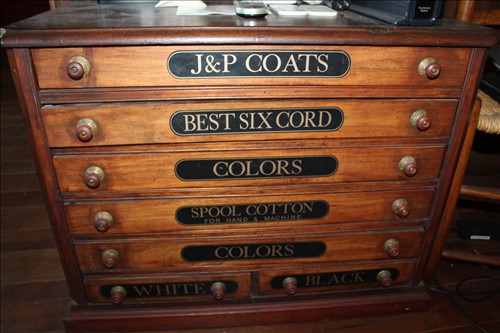 J&P COATS
BEST SIX CORD
COLORS
SPOOL COTTON
FOR HAND & MACHINE
COLORS
WHITE BLACK